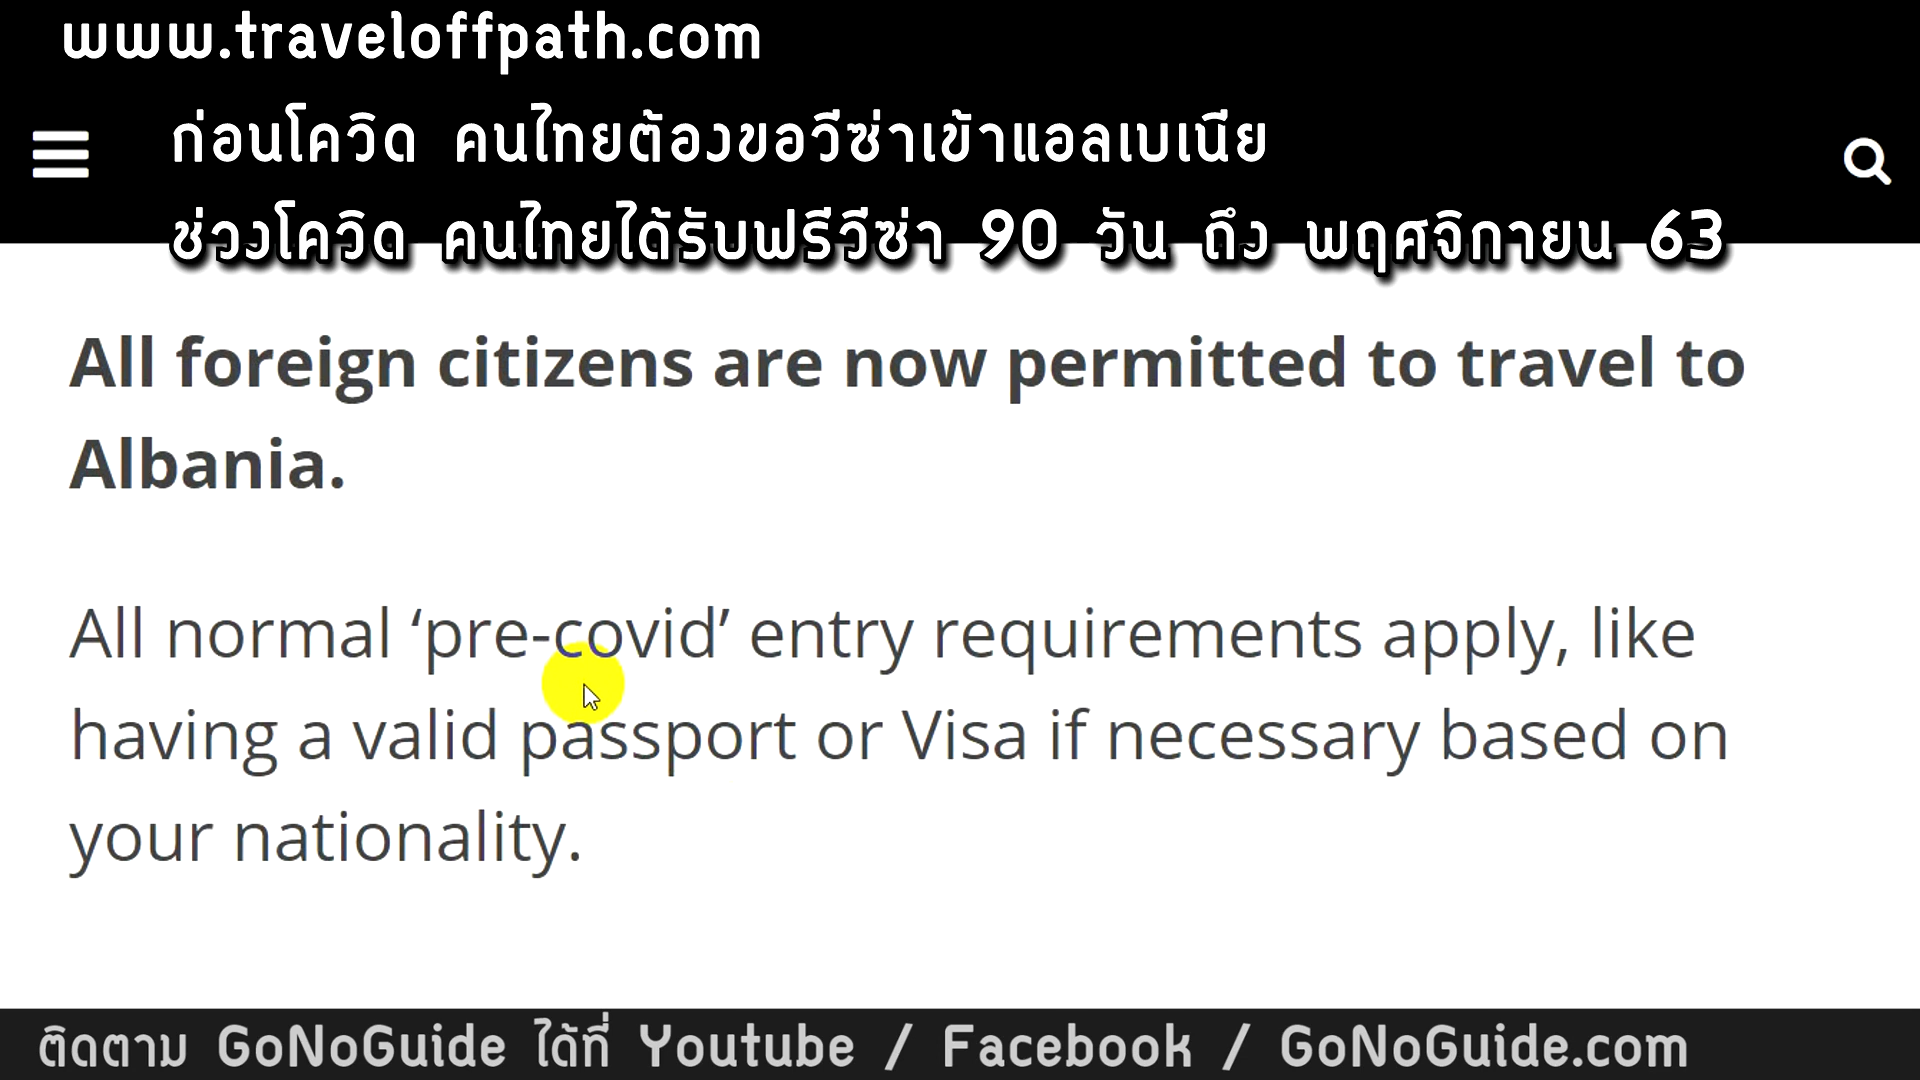 www.traveloffpath.com
ก่อนโควิด คนไทยต้องขอวีซ่าเข้าแอลเบเนีย
ช่วงโควิด คนไทยได้รับฟรีวีซ่า 90 วัน ถึง พฤศจิกายน 63
All foreign citizens are now permitted to travel to
Albania.
All normal ‘pre-covid’ entry requirements apply, like
having a valid passport or Visa if necessary based on
your nationality.
ติดตาม GoNoGuide ได้ที่ Youtube / Facebook / GoNoGuide.com